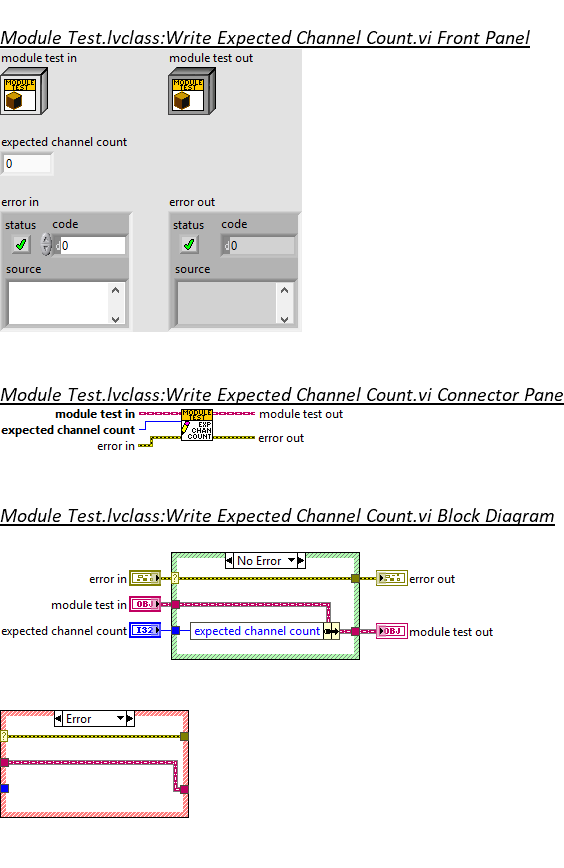 Module Test.lvclass:Write Expected Channel Count.vi Front Panel
module test in module test out
MODULE TEST MODULE TEST
expected channel count
0
error in error out
status code status code
d0 d0
source source
Module Test.lvclass:Write Expected Channel Count.vi Connector Pane
module test in MODULE TEST module test out
expected channel count EXP CHAN COUNT
error in error out
Module Test.lvclass:Write Expected Channel Count.vi Block Diagram
No Error
error in ? error out
module test in OBJ
expected channel count I32 expected channel count OBJ module test out
Error
?